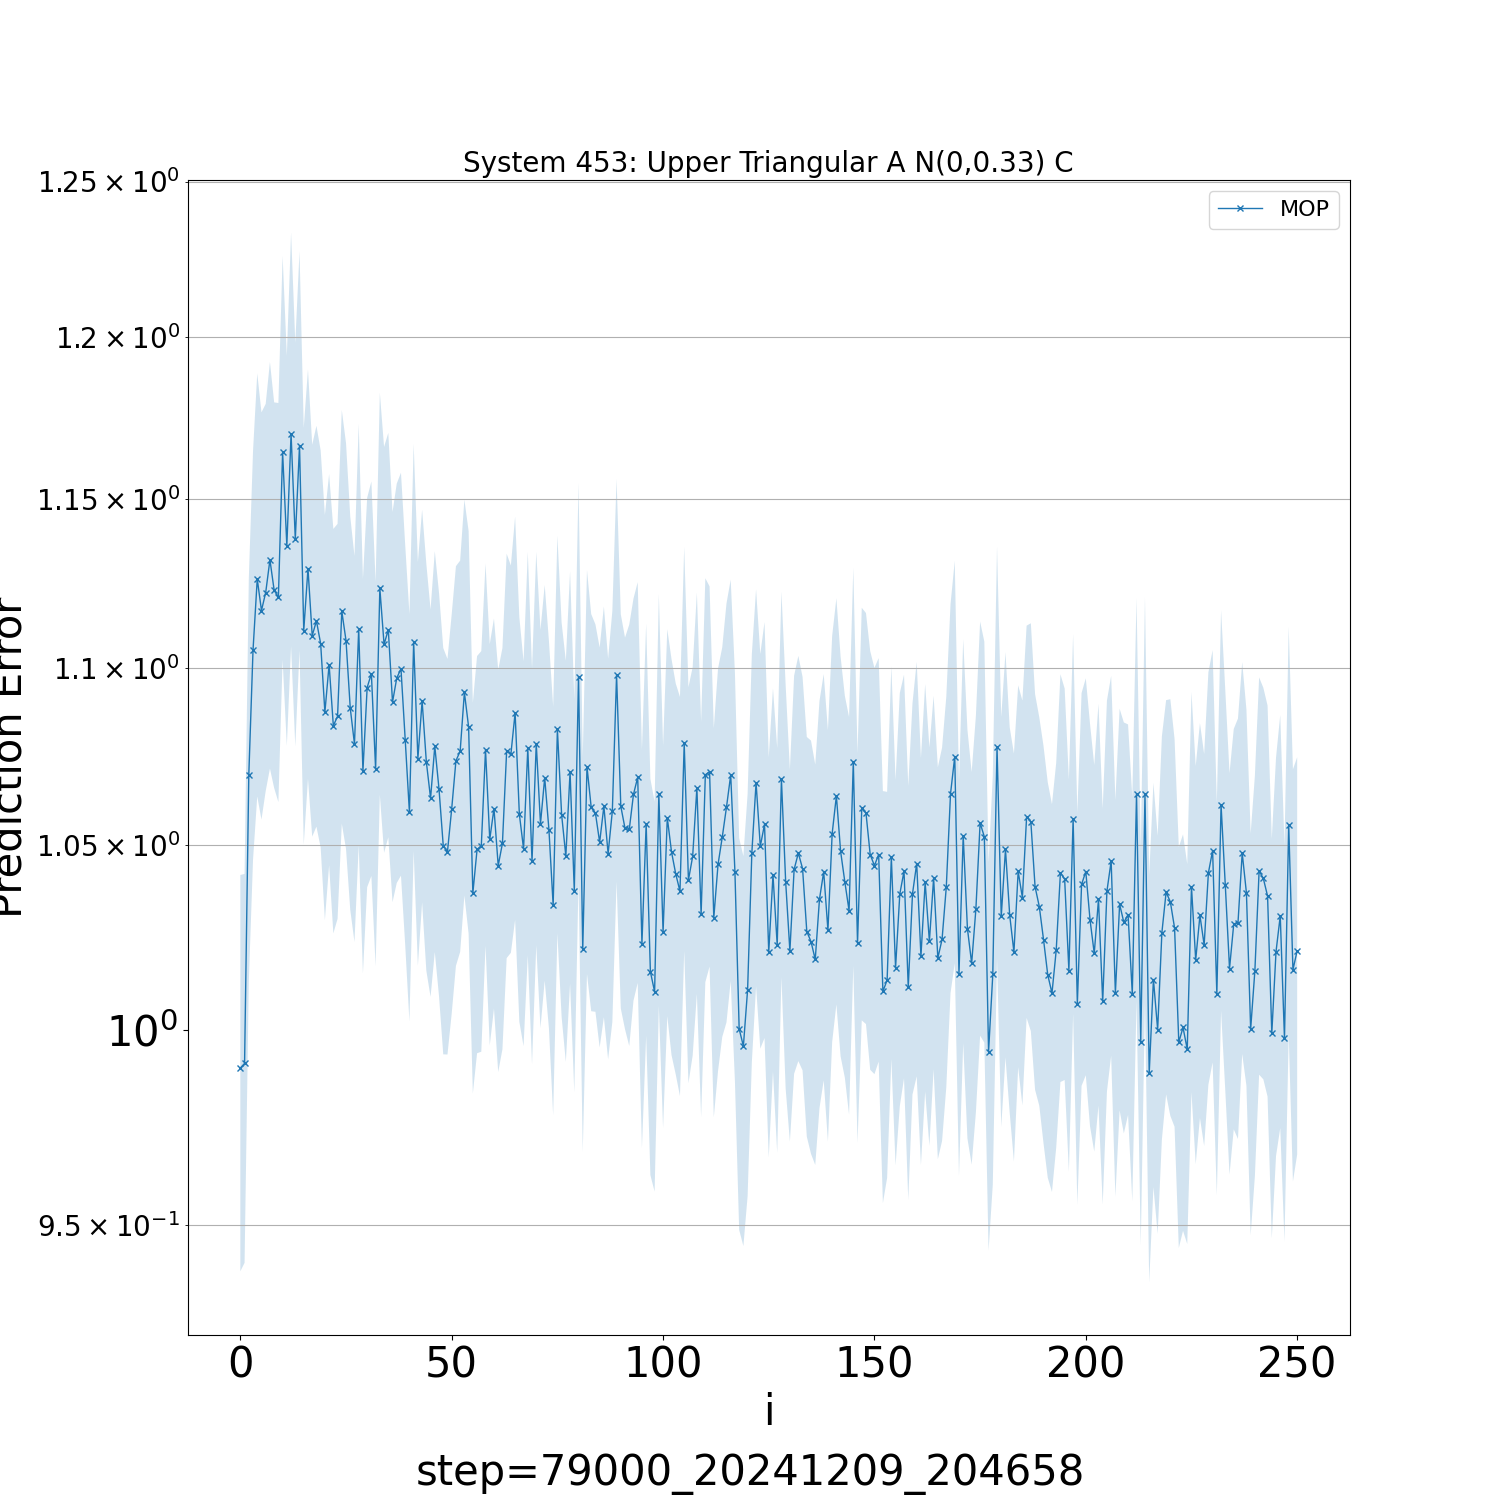 System 453: Upper Triangular A N(0,0.33) C
MOP
1.25 × 10⁰
1.2 × 10⁰
1.15 × 10⁰
1.1 × 10⁰
1.05 × 10⁰
10⁰
9.5 × 10⁻¹
Prediction Error
0 50 100 150 200 250
i
step=79000_20241209_204658